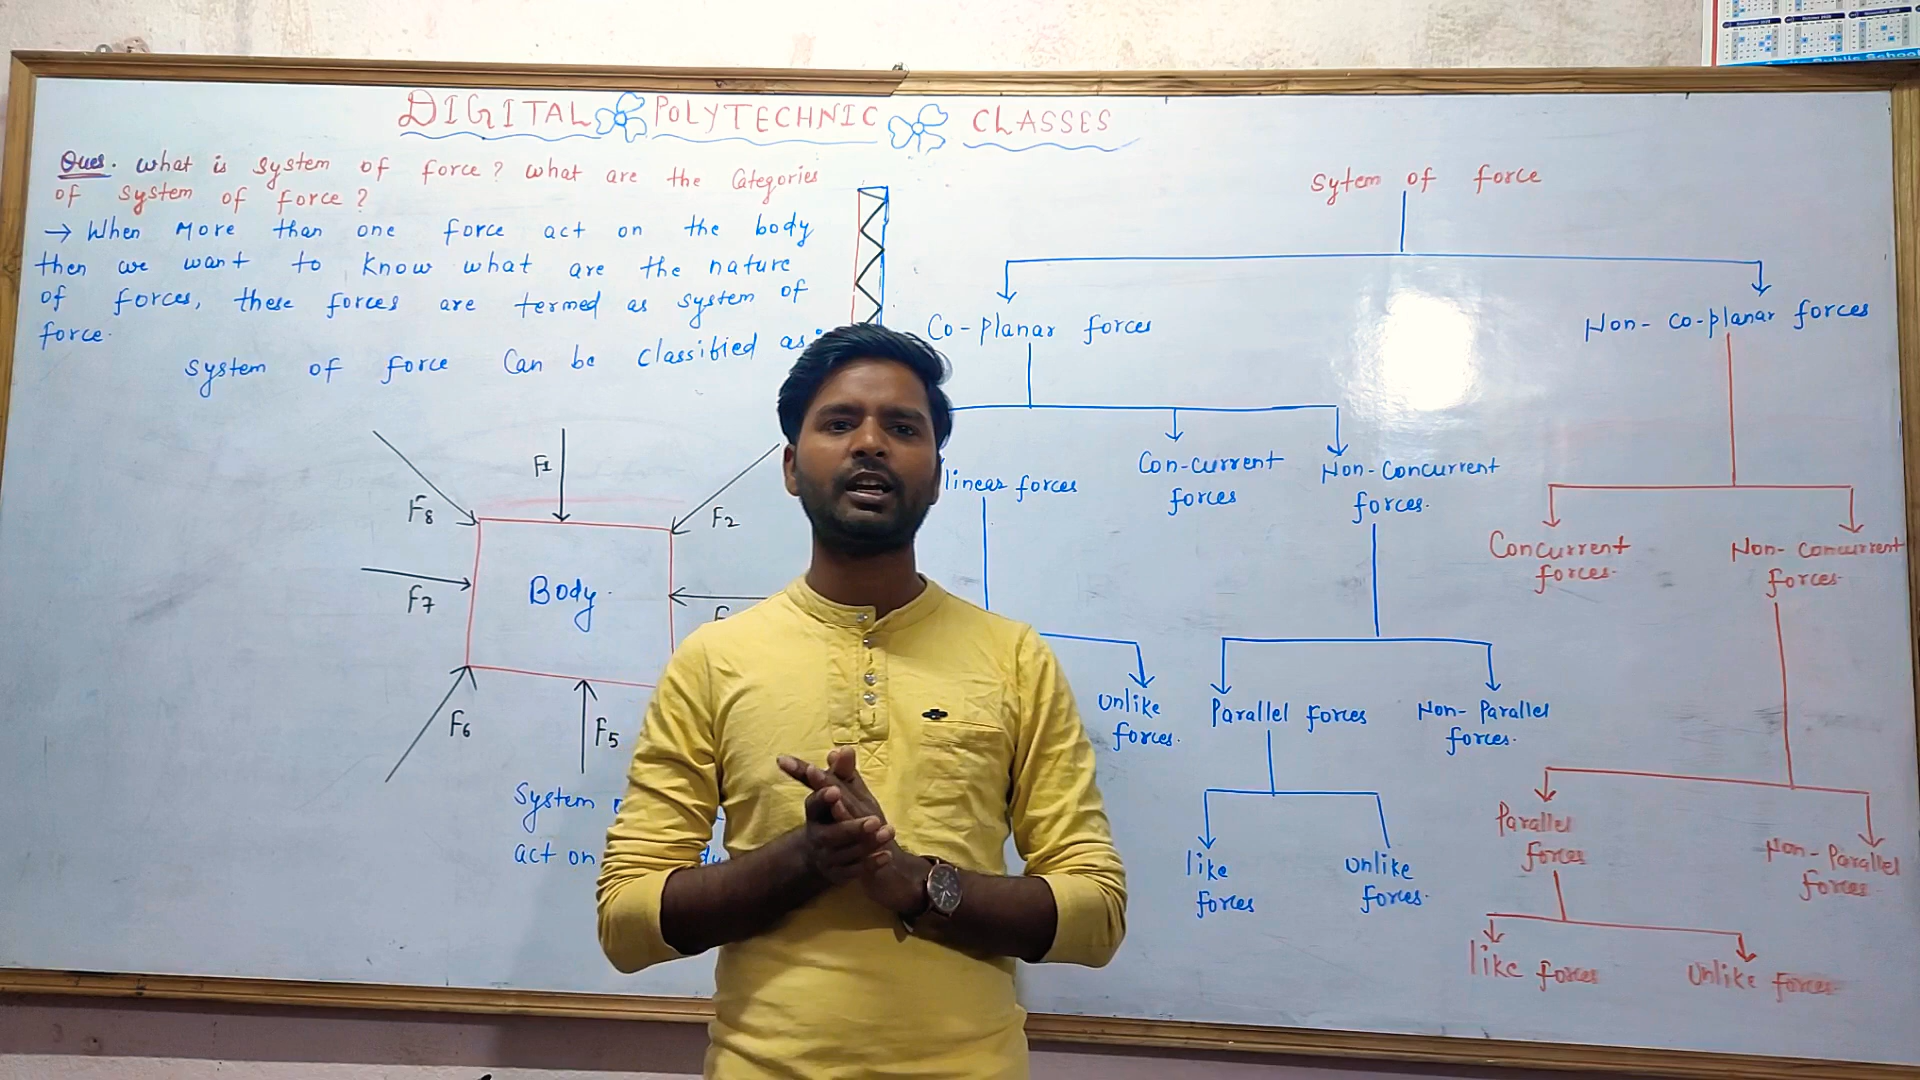 DIGITAL POLYTECHNIC CLASSES
Ques. What is system of force? What are the Categories
of system of force?
→ When More than one force act on the body
then we want to know what are the nature
of forces, these forces are termed as system of
force.
System of force Can be Classified as:
F1
F2
F8
F7
Body.
F6
F5
System
act on
Sytem of force
Co-planar forces
Non-co-planar forces
linear forces
Con-current
forces
Non-Concurrent
forces.
Concurrent
forces.
Non-concurrent
forces.
Unlike
forces.
Parallel forces
Non-Parallel
forces.
like
forces
Unlike
forces.
Parallel
forces
Non-Parallel
forces.
like forces
Unlike forces